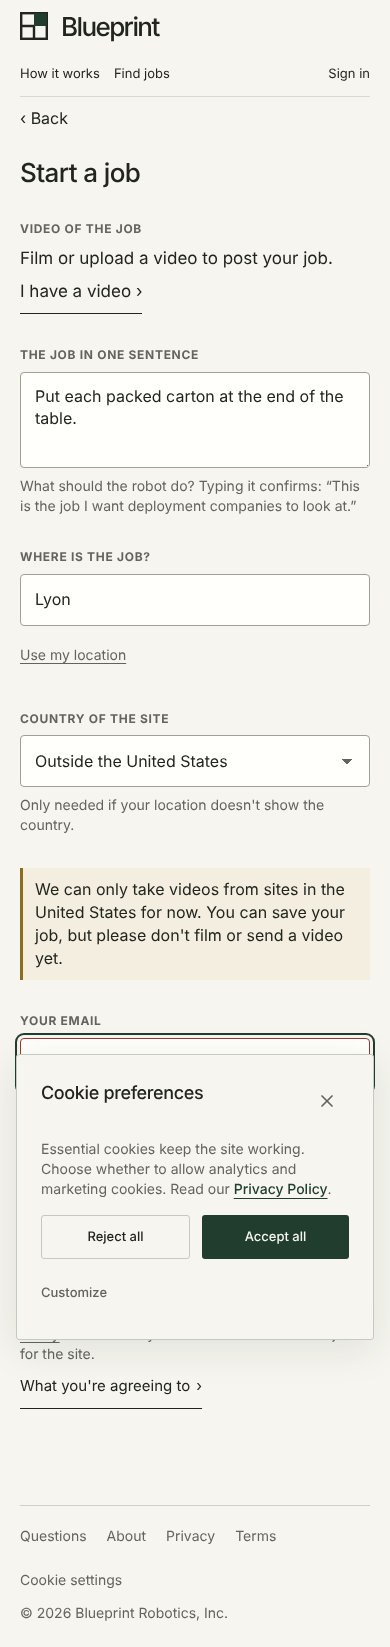 Blueprint
How it works Find jobs Sign in
‹ Back
Start a job
VIDEO OF THE JOB
Film or upload a video to post your job.
I have a video ›
THE JOB IN ONE SENTENCE
Put each packed carton at the end of the
table.
What should the robot do? Typing it confirms: “This
is the job I want deployment companies to look at.”
WHERE IS THE JOB?
Lyon
Use my location
COUNTRY OF THE SITE
Outside the United States
Only needed if your location doesn't show the
country.
We can only take videos from sites in the
United States for now. You can save your
job, but please don't film or send a video
yet.
YOUR EMAIL
Cookie preferences
Essential cookies keep the site working.
Choose whether to allow analytics and
marketing cookies. Read our Privacy Policy.
Reject all Accept all
Customize
for the site.
What you're agreeing to ›
Questions About Privacy Terms
Cookie settings
© 2026 Blueprint Robotics, Inc.